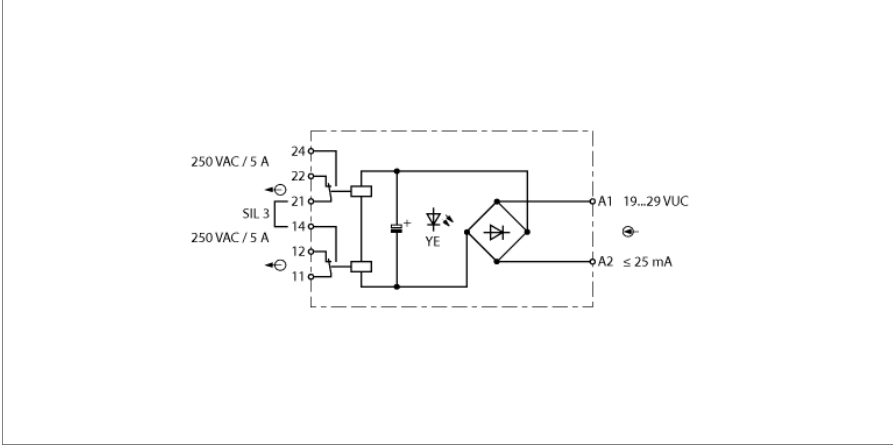 24
250 VAC / 5 A
22
21
SIL 3
14
250 VAC / 5 A
12
11
+
YE
A1 19...29 VUC
A2 ≤ 25 mA